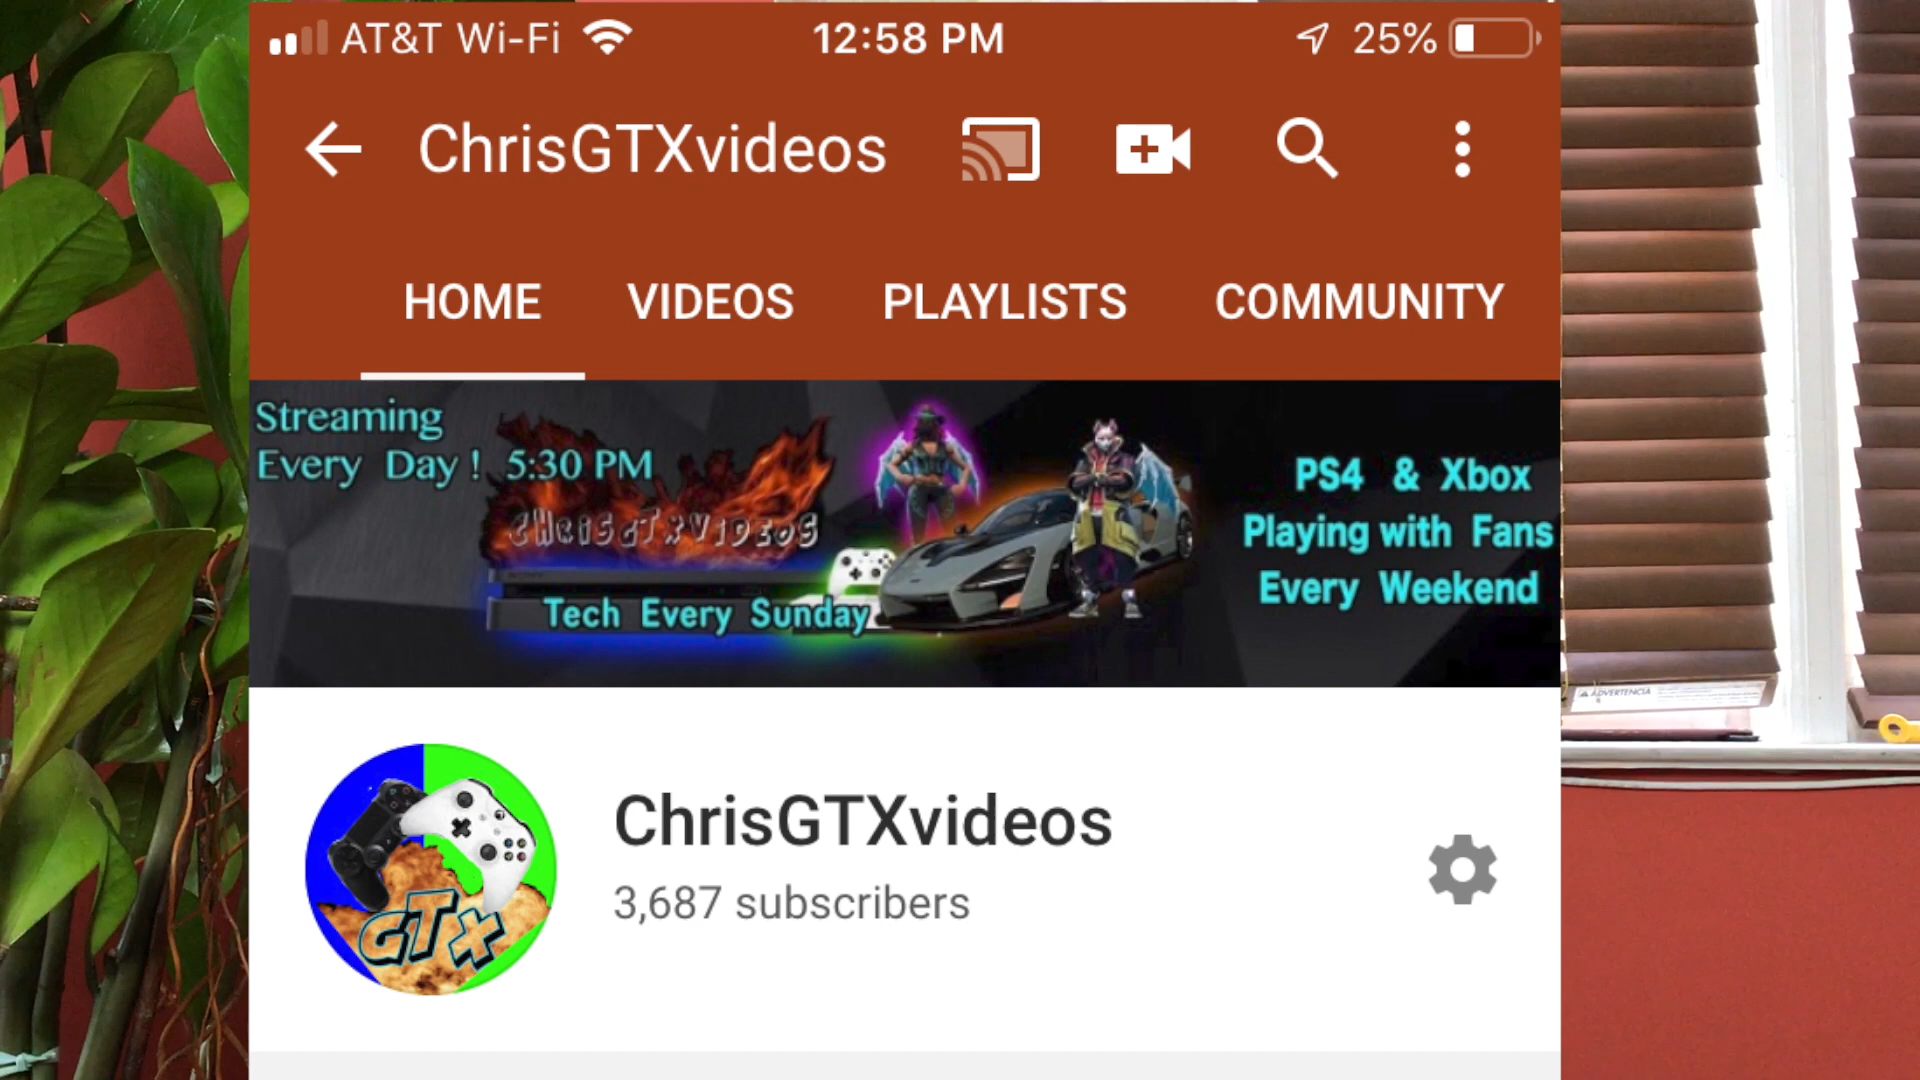 AT&T Wi-Fi 12:58 PM 25%
ChrisGTXvideos
HOME VIDEOS PLAYLISTS COMMUNITY
Streaming
Every Day ! 5:30 PM
CHRISGTXVIDEOS
Tech Every Sunday
PS4 & Xbox
Playing with Fans
Every Weekend
ADVERTENCIA
GTX
ChrisGTXvideos
3,687 subscribers